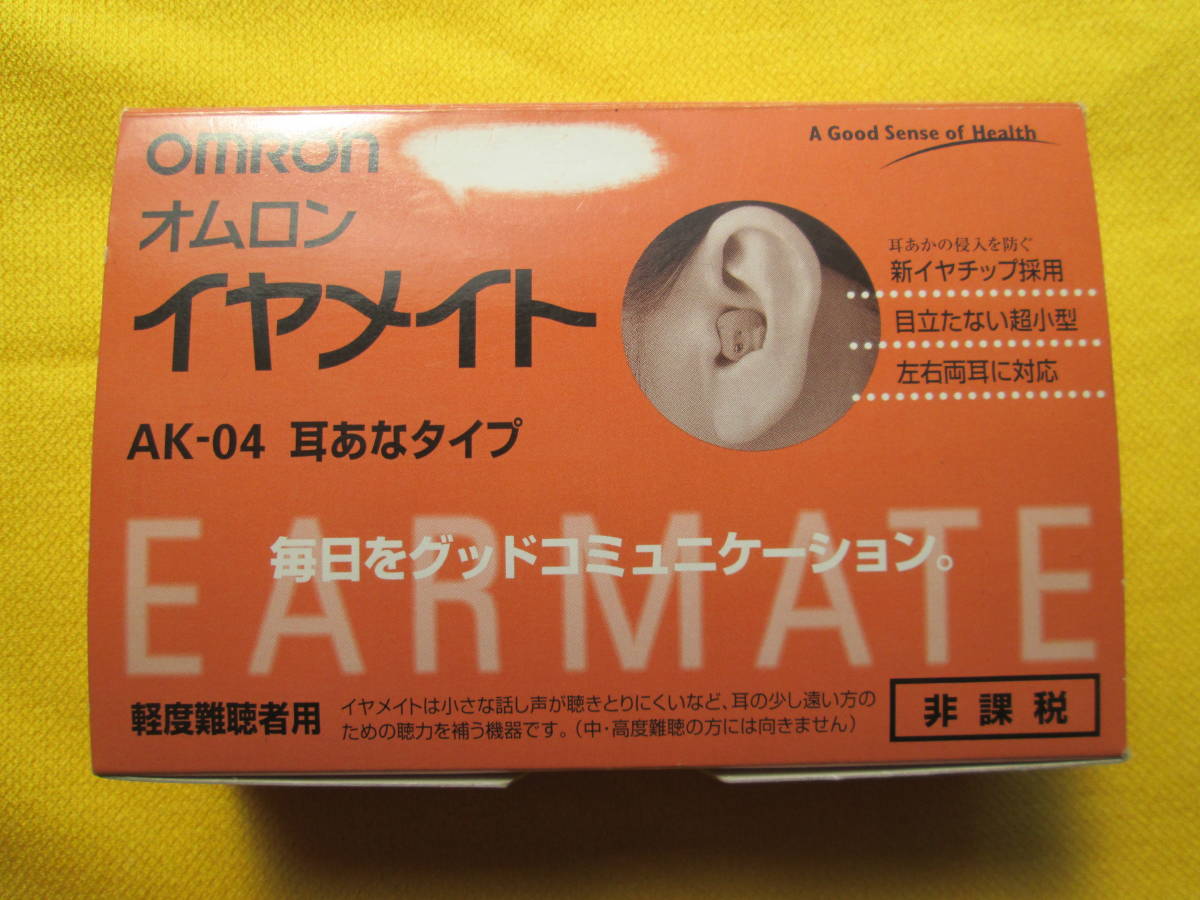 OMRON
オムロン
イヤメイト
AK-04 耳あなタイプ
A Good Sense of Health
耳あかの侵入を防ぐ
新イヤチップ採用
目立たない超小型
左右両耳に対応
EARMATE
毎日をグッドコミュニケーション。
軽度難聴者用
イヤメイトは小さな話し声が聴きとりにくいなど、耳の少し遠い方の
ための聴力を補う機器です。(中・高度難聴の方には向きません)
非課税